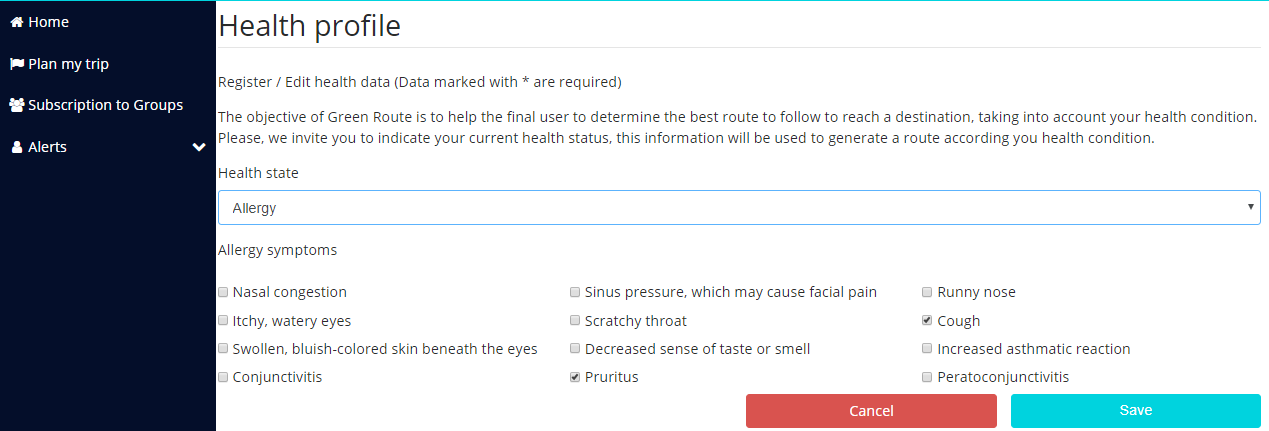 Home
Plan my trip
Subscription to Groups
Alerts
Health profile
Register / Edit health data (Data marked with * are required)
The objective of Green Route is to help the final user to determine the best route to follow to reach a destination, taking into account your health condition.
Please, we invite you to indicate your current health status, this information will be used to generate a route according you health condition.
Health state
Allergy
Allergy symptoms
Nasal congestion Sinus pressure, which may cause facial pain Runny nose
Itchy, watery eyes Scratchy throat Cough
Swollen, bluish-colored skin beneath the eyes Decreased sense of taste or smell Increased asthmatic reaction
Conjunctivitis Pruritus Peratoconjunctivitis
Cancel Save